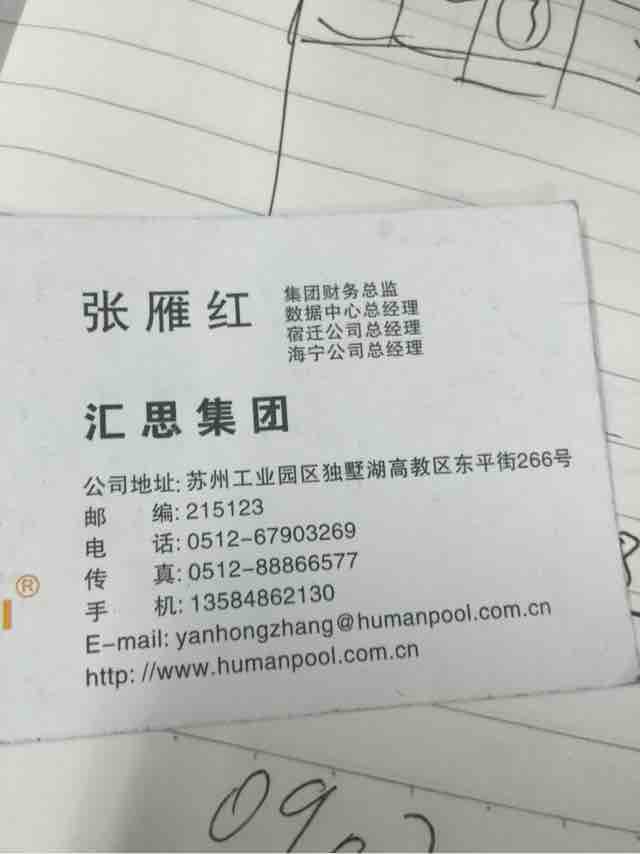 张雁红
集团财务总监
数据中心总经理
宿迁公司总经理
海宁公司总经理
汇思集团
公司地址: 苏州工业园区独墅湖高教区东平街266号
邮 编: 215123
电 话: 0512-67903269
传 真: 0512-88866577
手 机: 13584862130
E-mail: yanhongzhang@humanpool.com.cn
http: //www.humanpool.com.cn
®
09